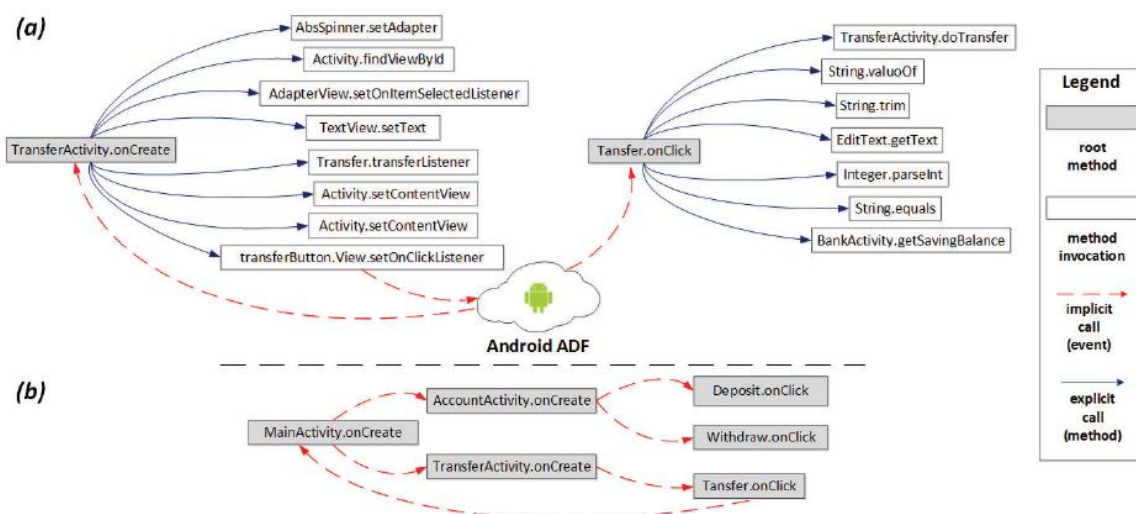 (a)
AbsSpinner.setAdapter
Activity.findViewById
AdapterView.setOnItemSelectedListener
TextView.setText
TransferActivity.onCreate
Transfer.transferListener
Activity.setContentView
Activity.setContentView
transferButton.View.setOnClickListener
TransferActivity.doTransfer
String.valuoOf
String.trim
EditText.getText
Tansfer.onClick
Integer.parseInt
String.equals
BankActivity.getSavingBalance
Android ADF
Legend
root
method
method
invocation
implicit
call
(event)
explicit
call
(method)
(b)
AccountActivity.onCreate
Deposit.onClick
MainActivity.onCreate
Withdraw.onClick
TransferActivity.onCreate
Tansfer.onClick